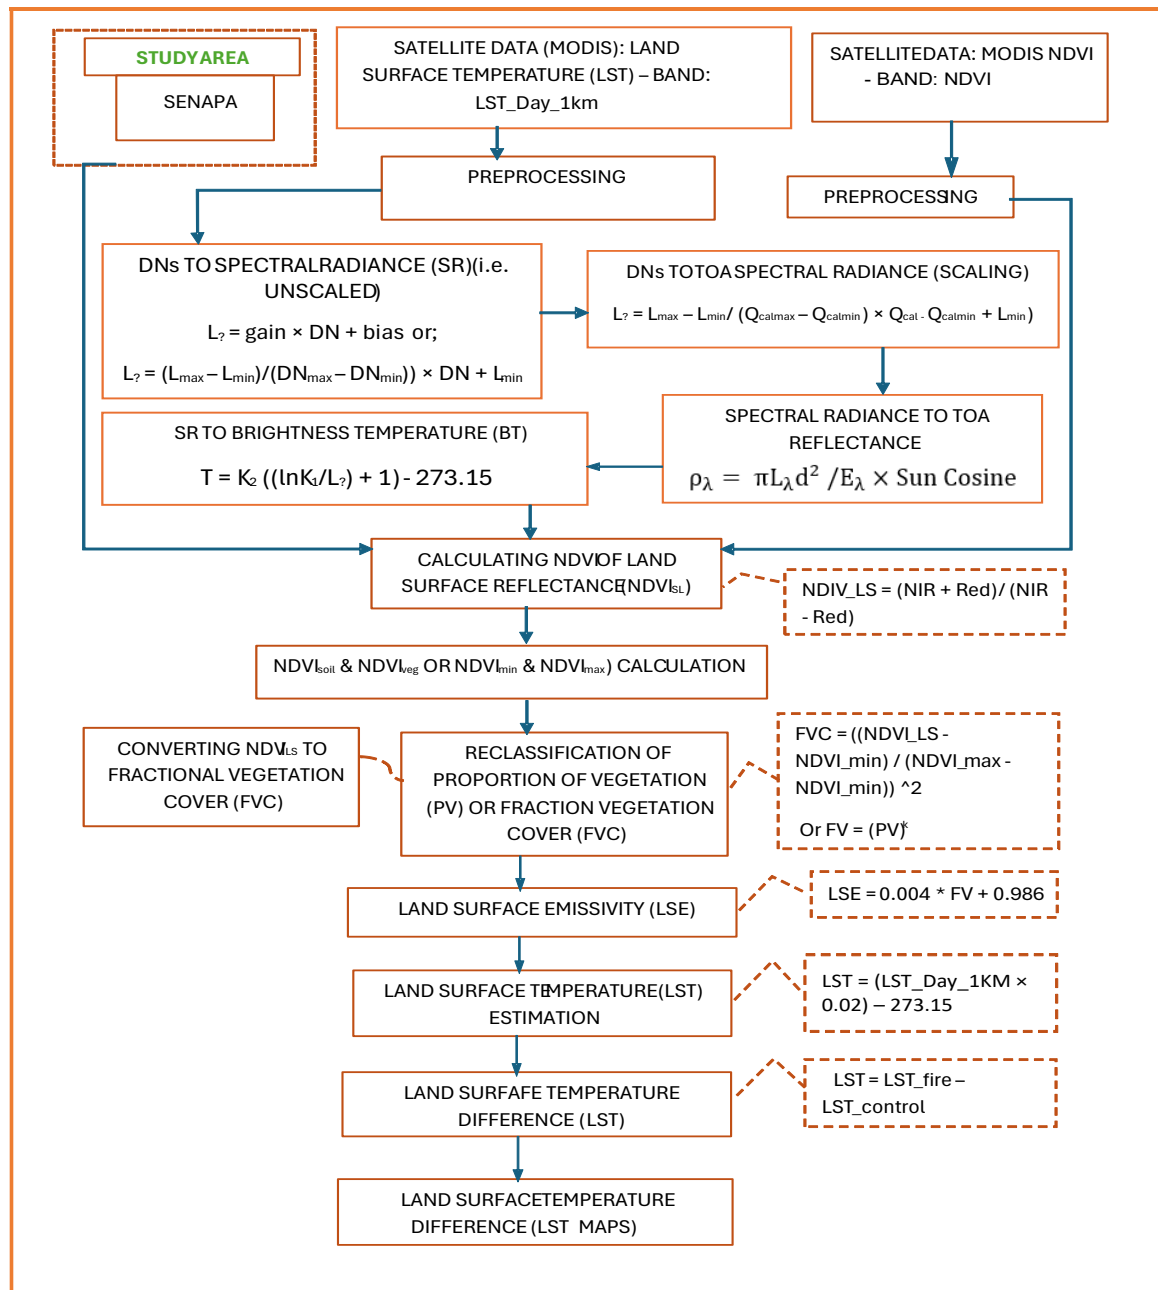 STUDY AREA
SENAPA
SATELLITE DATA (MODIS): LAND
SURFACE TEMPERATURE (LST) – BAND:
LST_Day_1km
SATELLITEDATA: MODIS NDVI
- BAND: NDVI
PREPROCESSING
PREPROCESSING
DNs TO SPECTRALRADIANCE (SR)(i.e.
UNSCALED)
L? = gain × DN + bias or;
L? = (Lmax – Lmin)/(DNmax – DNmin)) × DN + Lmin
DNs TOTOA SPECTRAL RADIANCE (SCALING)
L? = Lmax – Lmin/ (Qcalmax – Qcalmin) × Qcal - Qcalmin + Lmin)
SPECTRAL RADIANCE TO TOA
REFLECTANCE
ρλ = πLλd² /Eλ × Sun Cosine
SR TO BRIGHTNESS TEMPERATURE (BT)
T = K₂ ((lnK₁/L?) + 1) - 273.15
CALCULATING NDVI OF LAND
SURFACE REFLECTANCE(NDVISL)
NDIV_LS = (NIR + Red)/ (NIR
- Red)
NDVIsoil & NDVIveg OR NDVImin & NDVImax) CALCULATION
CONVERTING NDVILS TO
FRACTIONAL VEGETATION
COVER (FVC)
RECLASSIFICATION OF
PROPORTION OF VEGETATION
(PV) OR FRACTION VEGETATION
COVER (FVC)
FVC = ((NDVI_LS -
NDVI_min) / (NDVI_max -
NDVI_min)) ^2
Or FV = (PV)*
LAND SURFACE EMISSIVITY (LSE)
LSE = 0.004 * FV + 0.986
LAND SURFACE TEMPERATURE (LST)
ESTIMATION
LST = (LST_Day_1KM ×
0.02) – 273.15
LAND SURFAFE TEMPERATURE
DIFFERENCE (LST)
LST = LST_fire –
LST_control
LAND SURFACETEMPERATURE
DIFFERENCE (LST MAPS)